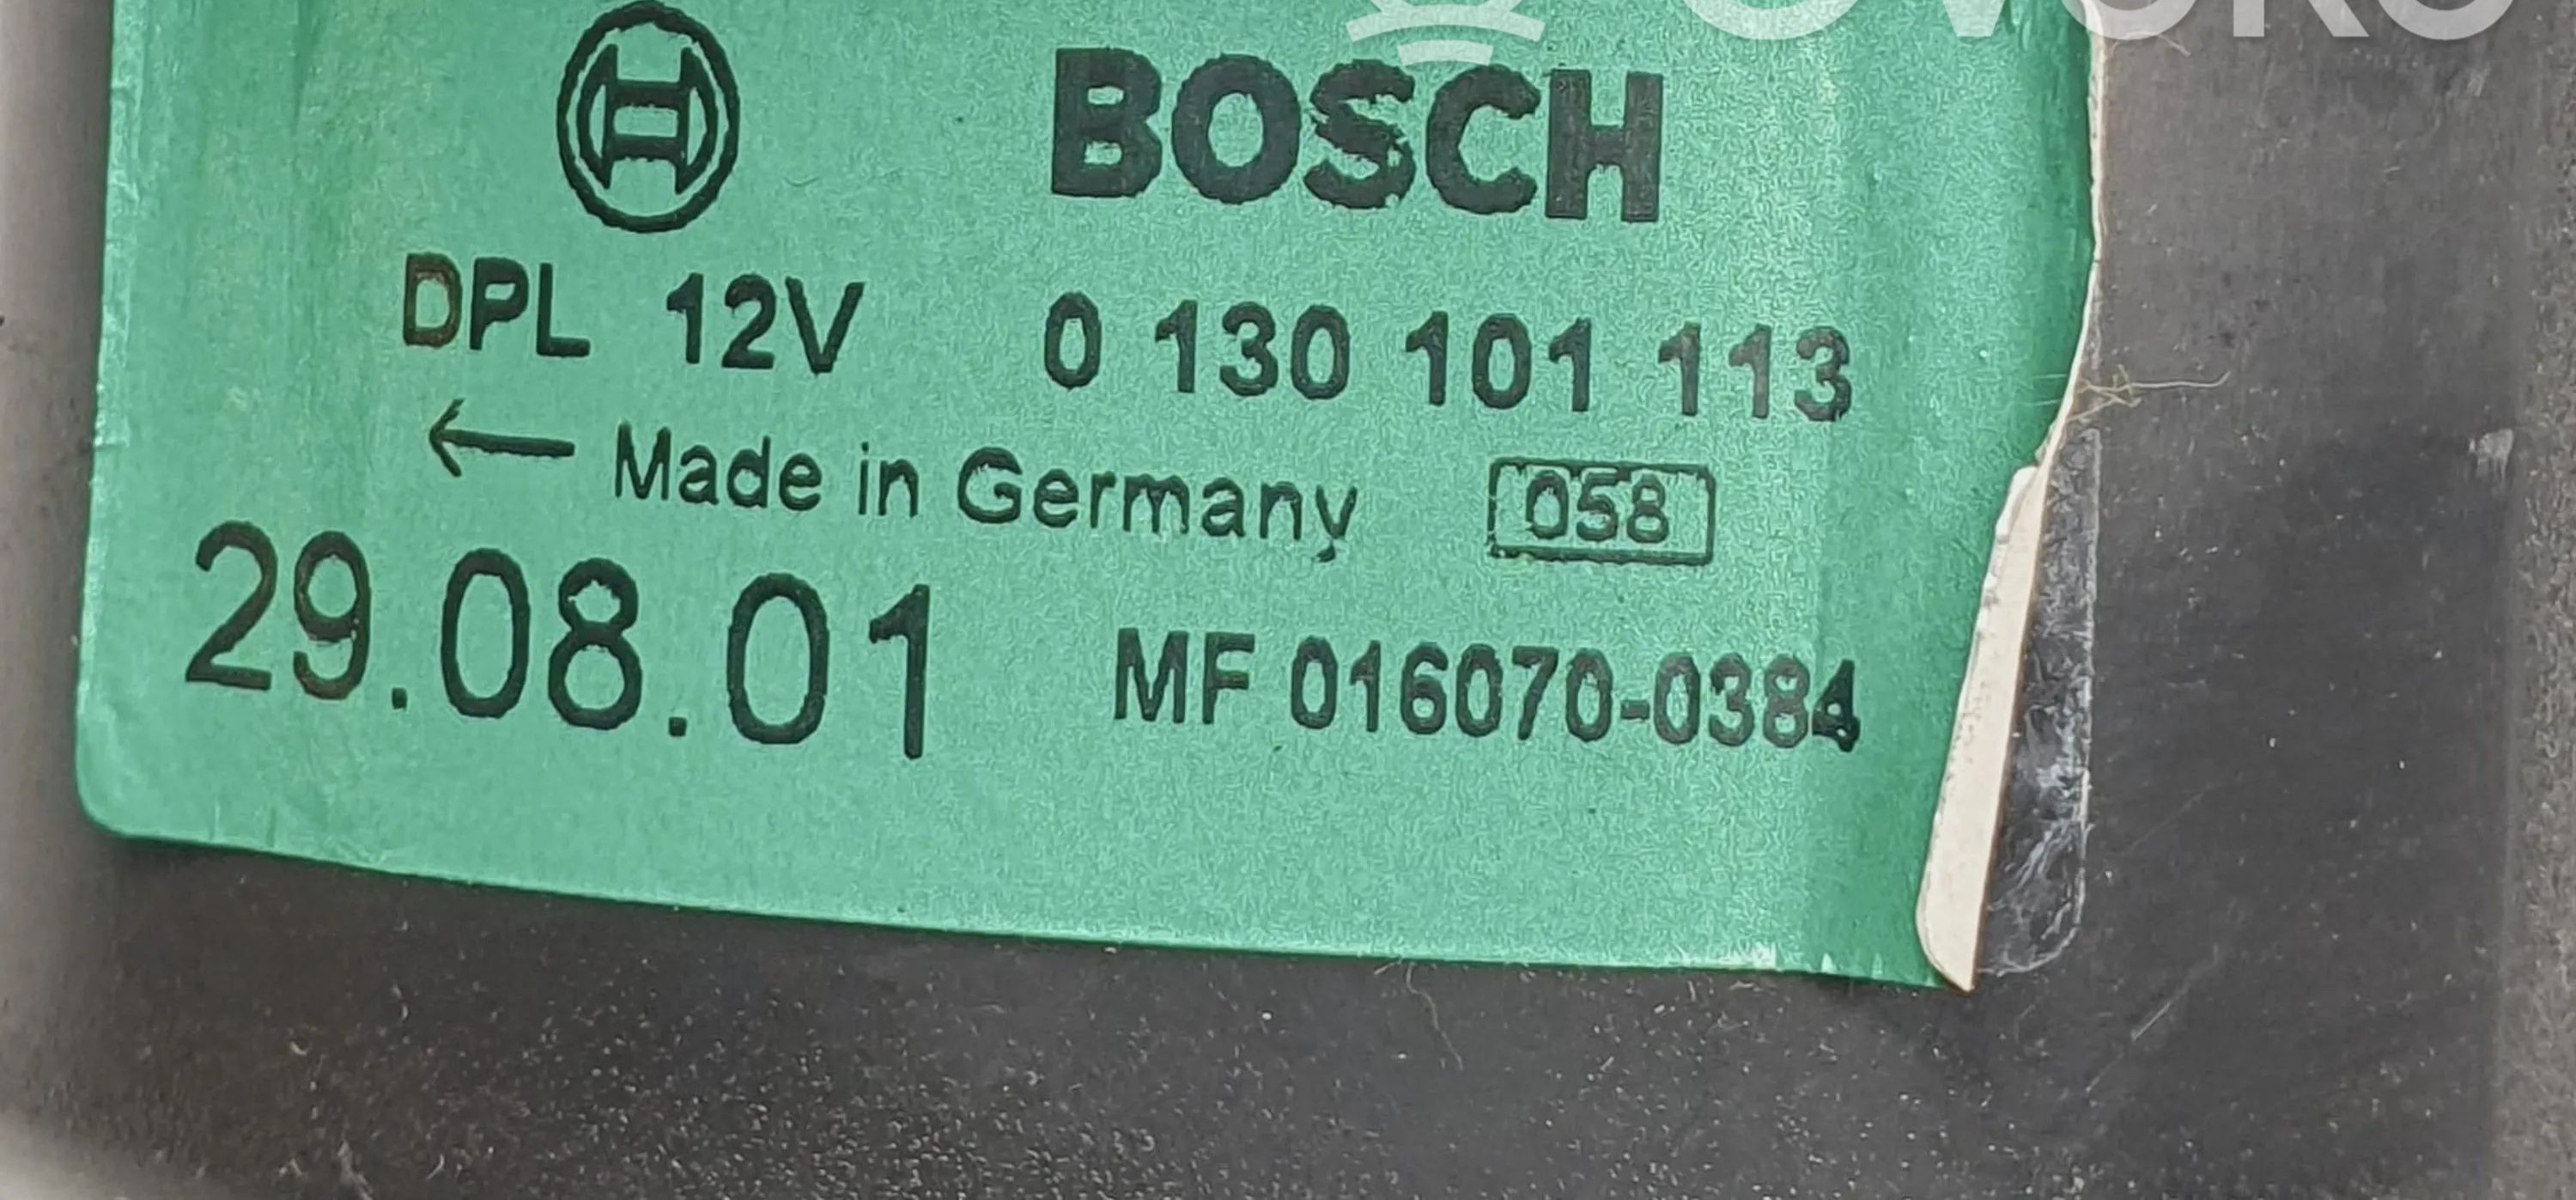 BOSCH
DPL 12V 0 130 101 113
← Made in Germany 058
29.08.01 MF 016070-0384